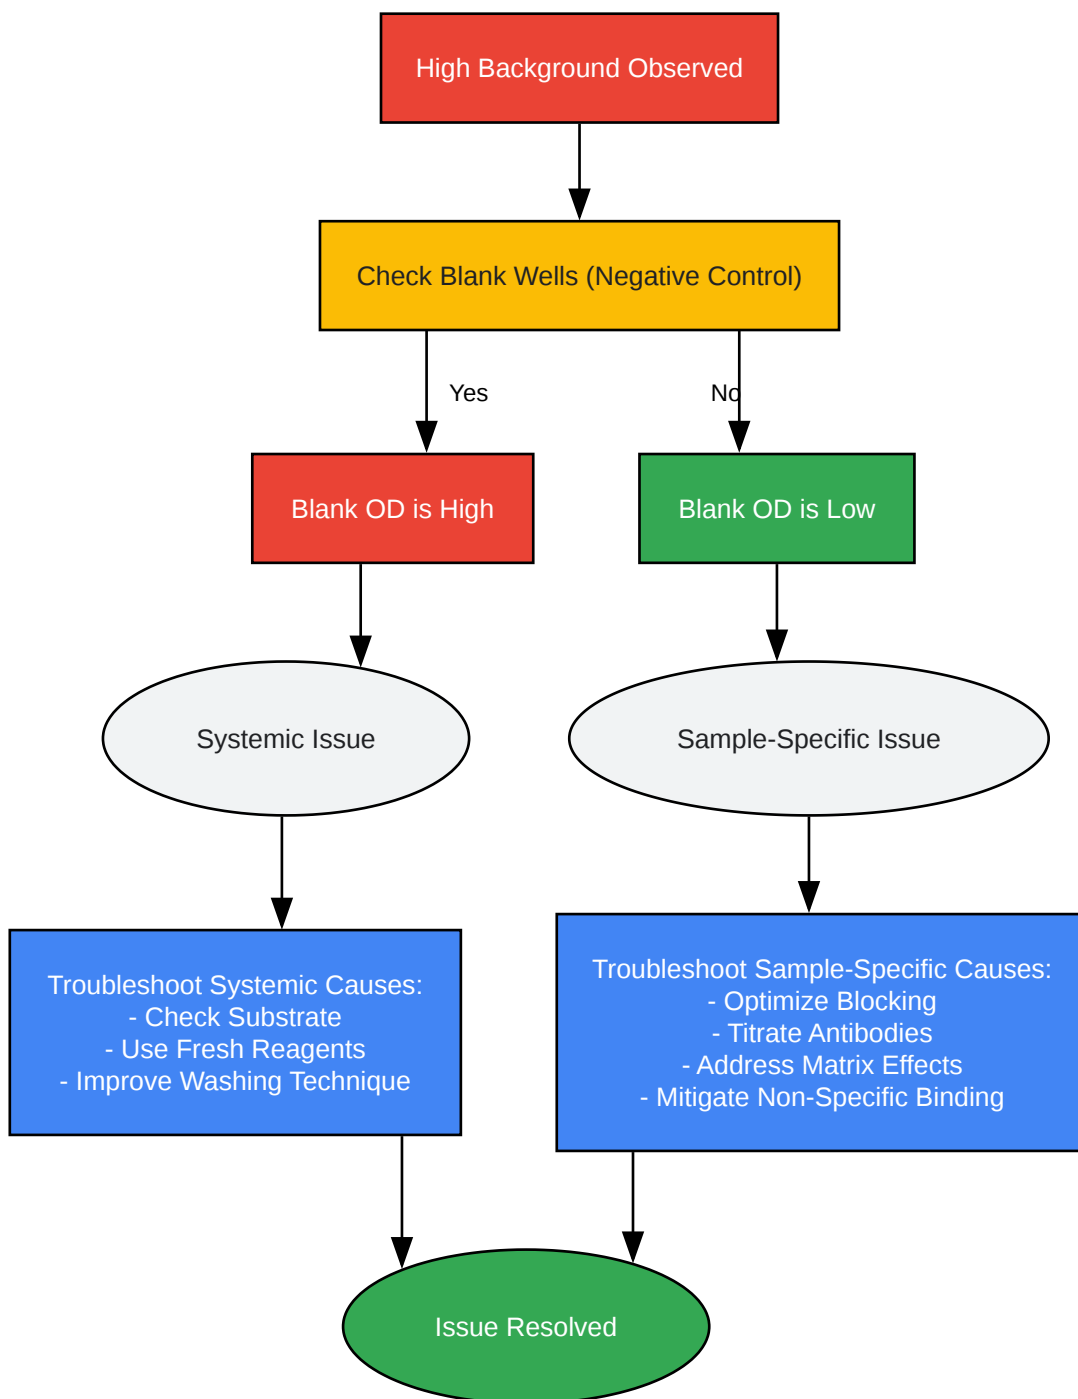 High Background Observed
Check Blank Wells (Negative Control)
Yes
No
Blank OD is High
Blank OD is Low
Systemic Issue
Sample-Specific Issue
Troubleshoot Systemic Causes:
- Check Substrate
- Use Fresh Reagents
- Improve Washing Technique
Troubleshoot Sample-Specific Causes:
- Optimize Blocking
- Titrate Antibodies
- Address Matrix Effects
- Mitigate Non-Specific Binding
Issue Resolved